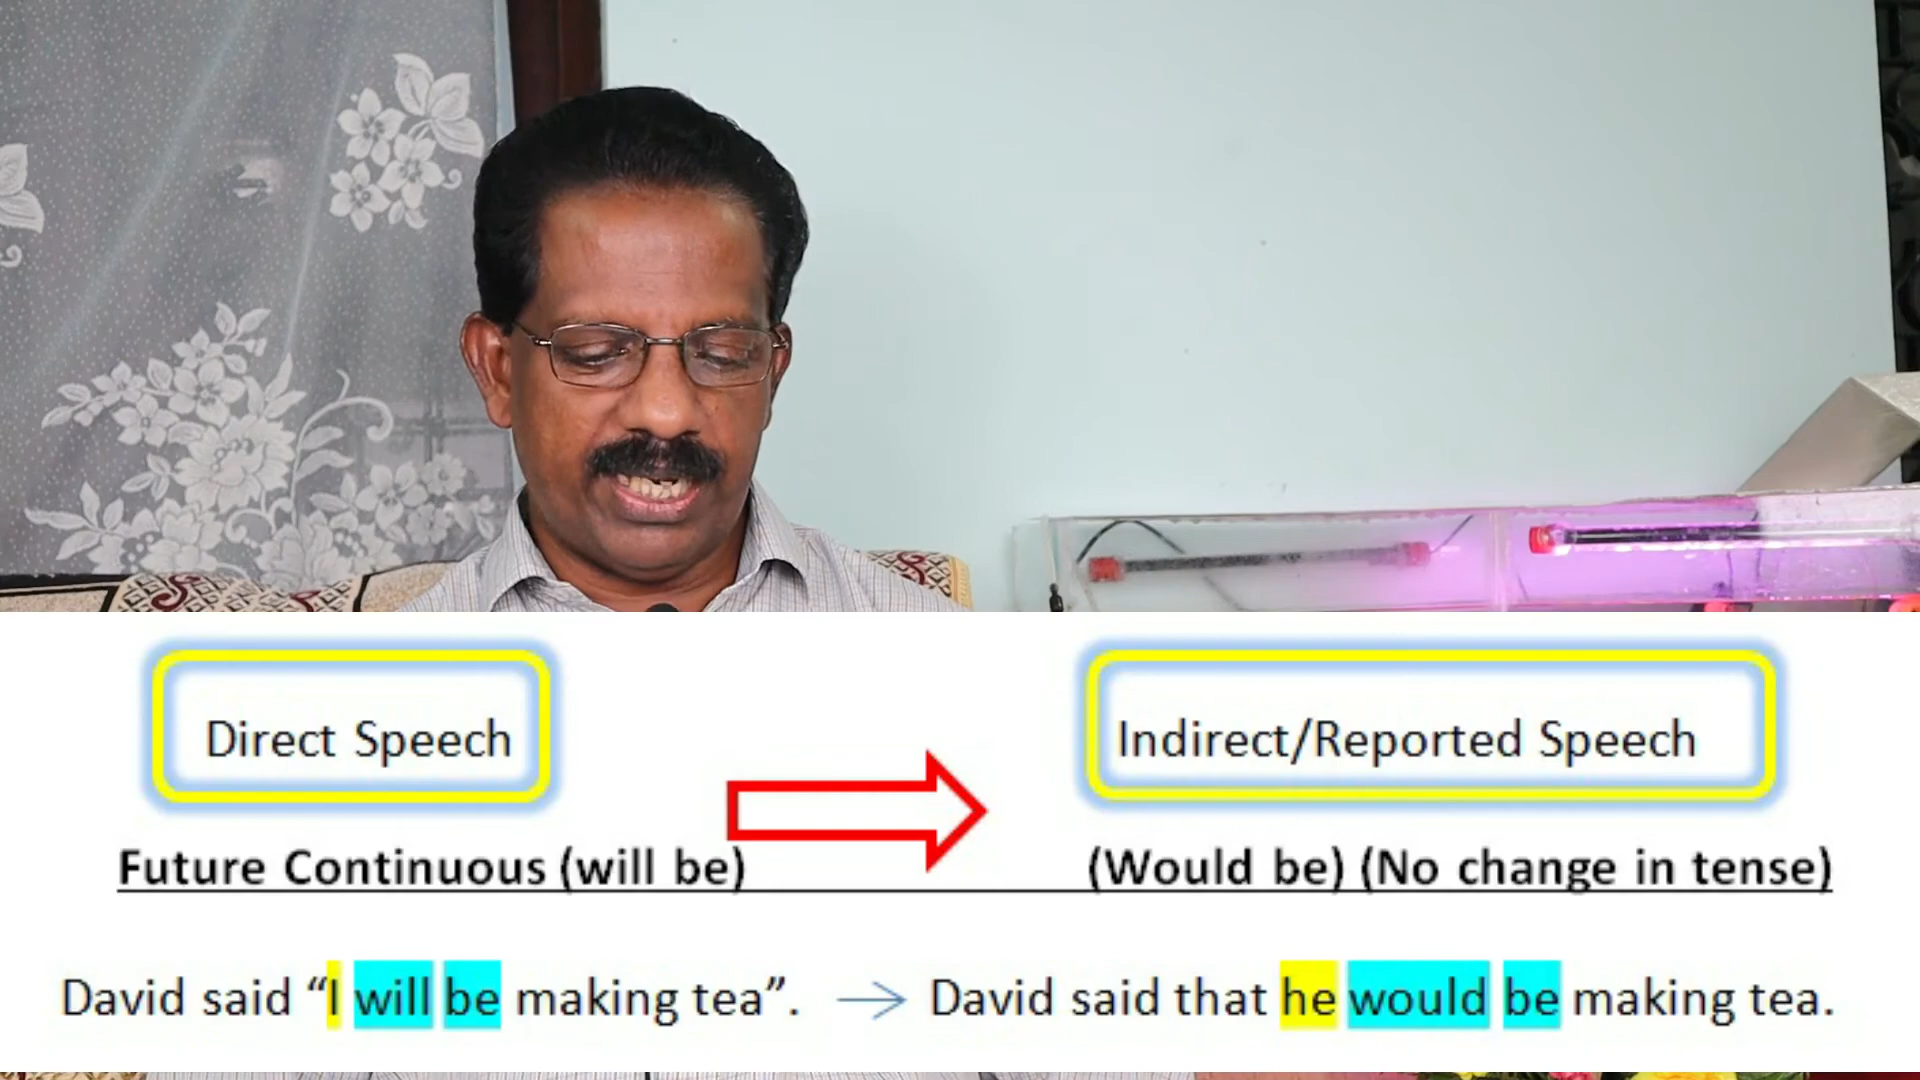 Direct Speech
Indirect/Reported Speech
Future Continuous (will be)
(Would be) (No change in tense)
David said “I will be making tea”. → David said that he would be making tea.